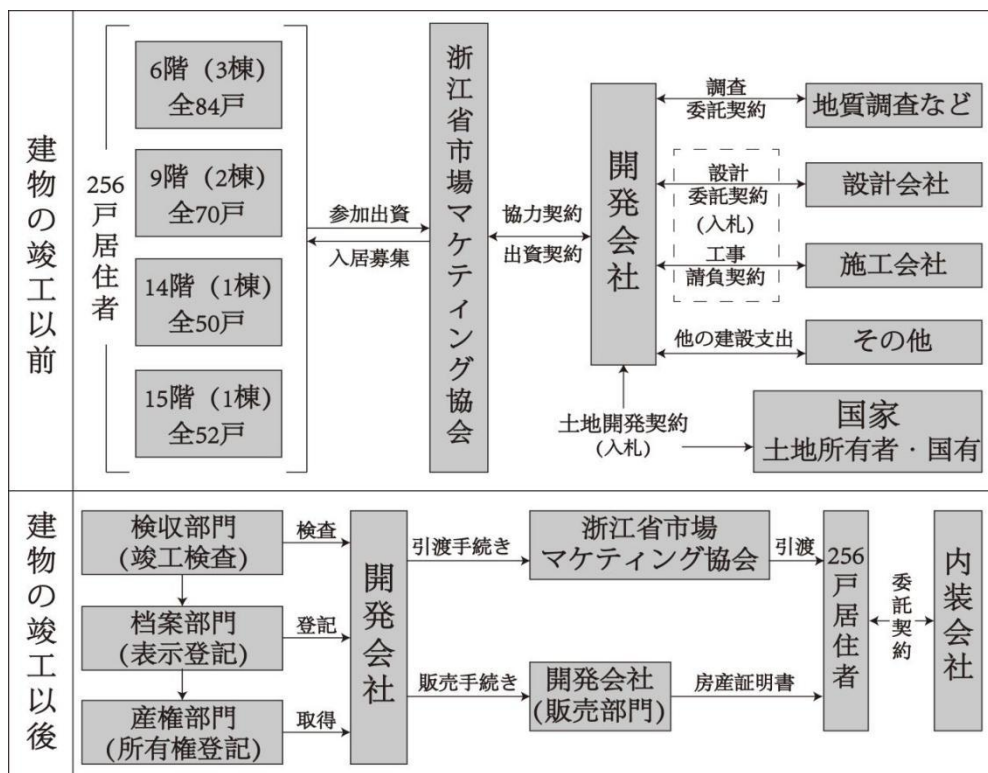 建物の竣工以前
256戸居住者
6階 (3棟)
全84戸
9階 (2棟)
全70戸
14階 (1棟)
全50戸
15階 (1棟)
全52戸
参加出資
入居募集
浙江省市場マケティング協会
協力契約
出資契約
開発会社
調査
委託契約
地質調査など
設計
委託契約
(入札)
設計会社
工事
請負契約
施工会社
他の建設支出
その他
土地開発契約
(入札)
国家
土地所有者・国有
建物の竣工以後
検収部門
(竣工検査)
検査
档案部門
(表示登記)
登記
産権部門
(所有権登記)
取得
開発会社
引渡手続き
浙江省市場
マケティング協会
引渡
販売手続き
開発会社
(販売部門)
房産証明書
256戸居住者
委託契約
内装会社